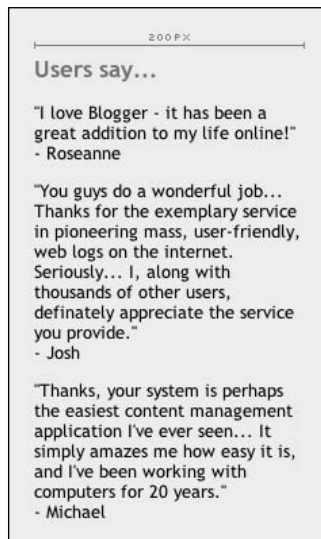 200PX
Users say...
"I love Blogger - it has been a
great addition to my life online!"
- Roseanne
"You guys do a wonderful job...
Thanks for the exemplary service
in pioneering mass, user-friendly,
web logs on the internet.
Seriously... I, along with
thousands of other users,
definately appreciate the service
you provide."
- Josh
"Thanks, your system is perhaps
the easiest content management
application I've ever seen... It
simply amazes me how easy it is,
and I've been working with
computers for 20 years."
- Michael